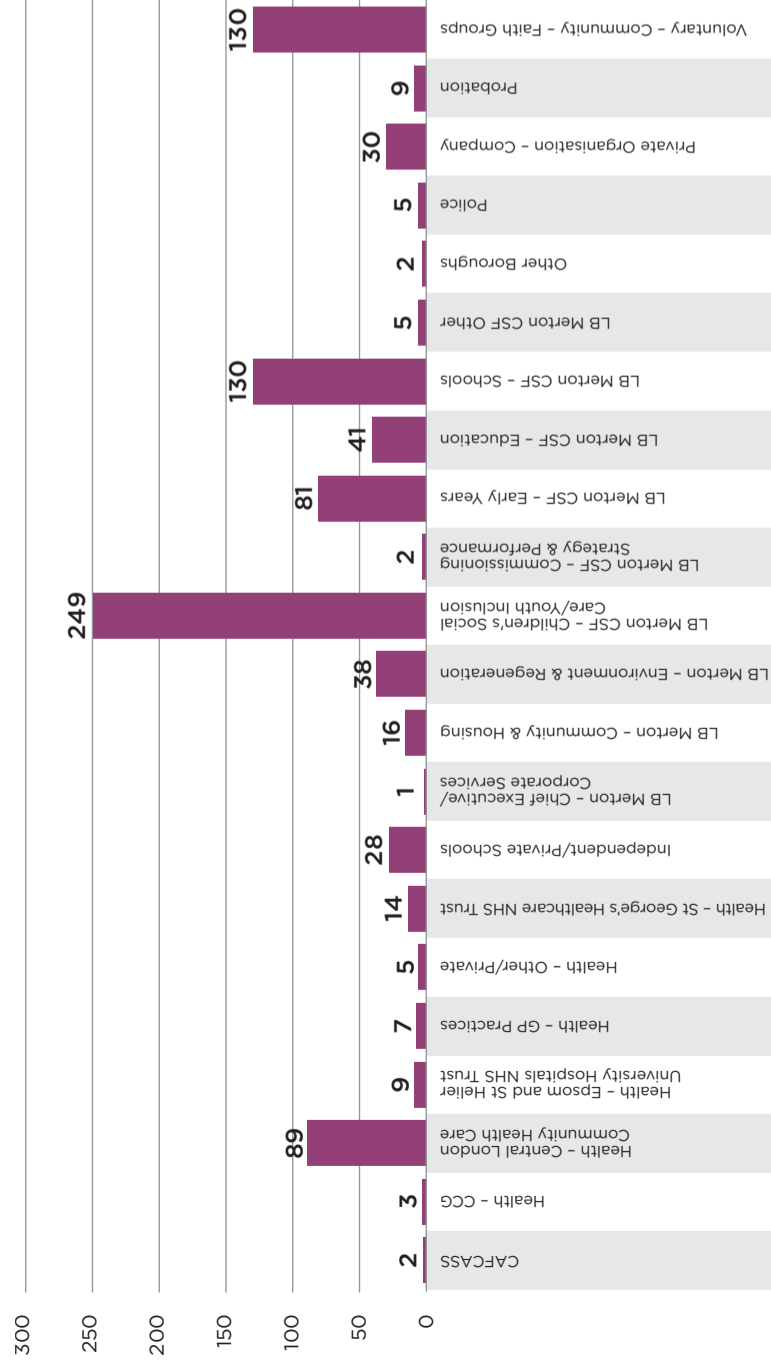 Voluntary – Community – Faith Groups
130
Probation
9
Private Organisation – Company
30
Police
5
Other Boroughs
2
LB Merton CSF Other
5
LB Merton CSF – Schools
130
LB Merton CSF – Education
41
LB Merton CSF – Early Years
81
LB Merton CSF – Commissioning
Strategy & Performance
2
LB Merton CSF – Children's Social
Care/Youth Inclusion
249
LB Merton – Environment & Regeneration
38
LB Merton – Community & Housing
16
LB Merton – Chief Executive/
Corporate Services
1
Independent/Private Schools
28
Health – St George's Healthcare NHS Trust
14
Health – Other/Private
5
Health – GP Practices
7
Health – Epsom and St Helier
University Hospitals NHS Trust
9
Health – Central London
Community Health Care
89
Health – CCG
3
CAFCASS
2
300
250
200
150
100
50
0